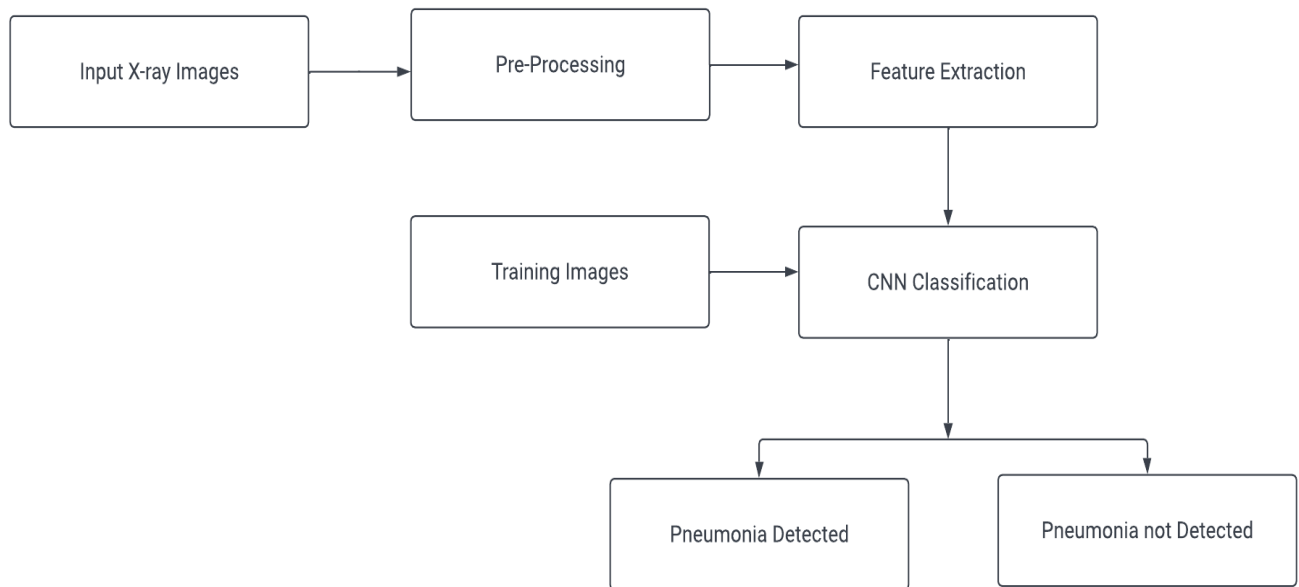 Input X-ray Images
Pre-Processing
Feature Extraction
Training Images
CNN Classification
Pneumonia Detected
Pneumonia not Detected